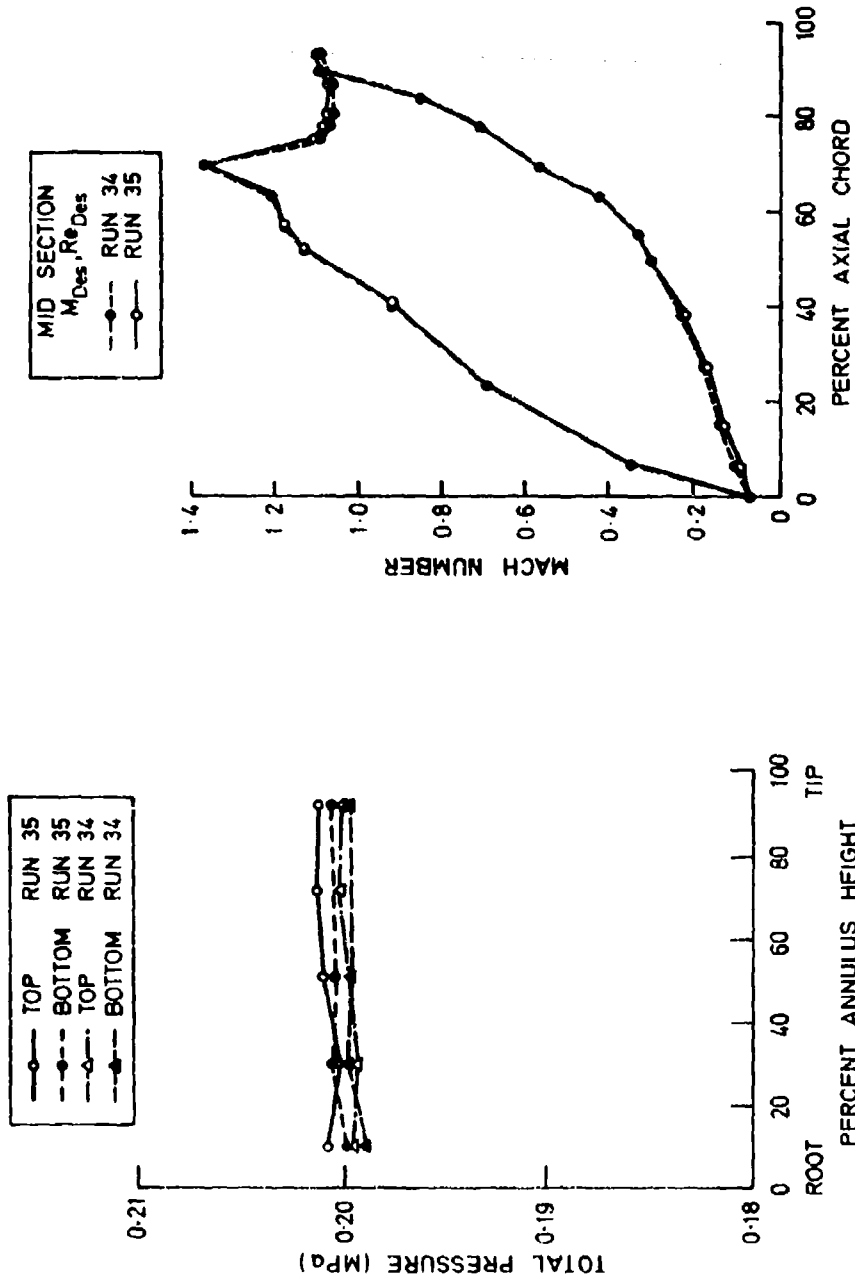 TOP RUN 35
BOTTOM RUN 35
TOP RUN 34
BOTTOM RUN 34
0·21
0·20
0·19
0·18
TOTAL PRESSURE (MPa)
0 20 40 60 80 100
ROOT TIP
PERCENT ANNULUS HEIGHT
MID SECTION
MDes, ReDes
RUN 34
RUN 35
1·4
1·2
1·0
0·8
0·6
0·4
0·2
0
MACH NUMBER
0 20 40 60 80 100
PERCENT AXIAL CHORD